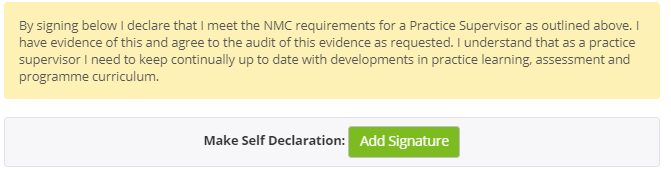 By signing below I declare that I meet the NMC requirements for a Practice Supervisor as outlined above. I
have evidence of this and agree to the audit of this evidence as requested. I understand that as a practice
supervisor I need to keep continually up to date with developments in practice learning, assessment and
programme curriculum.
Make Self Declaration: Add Signature